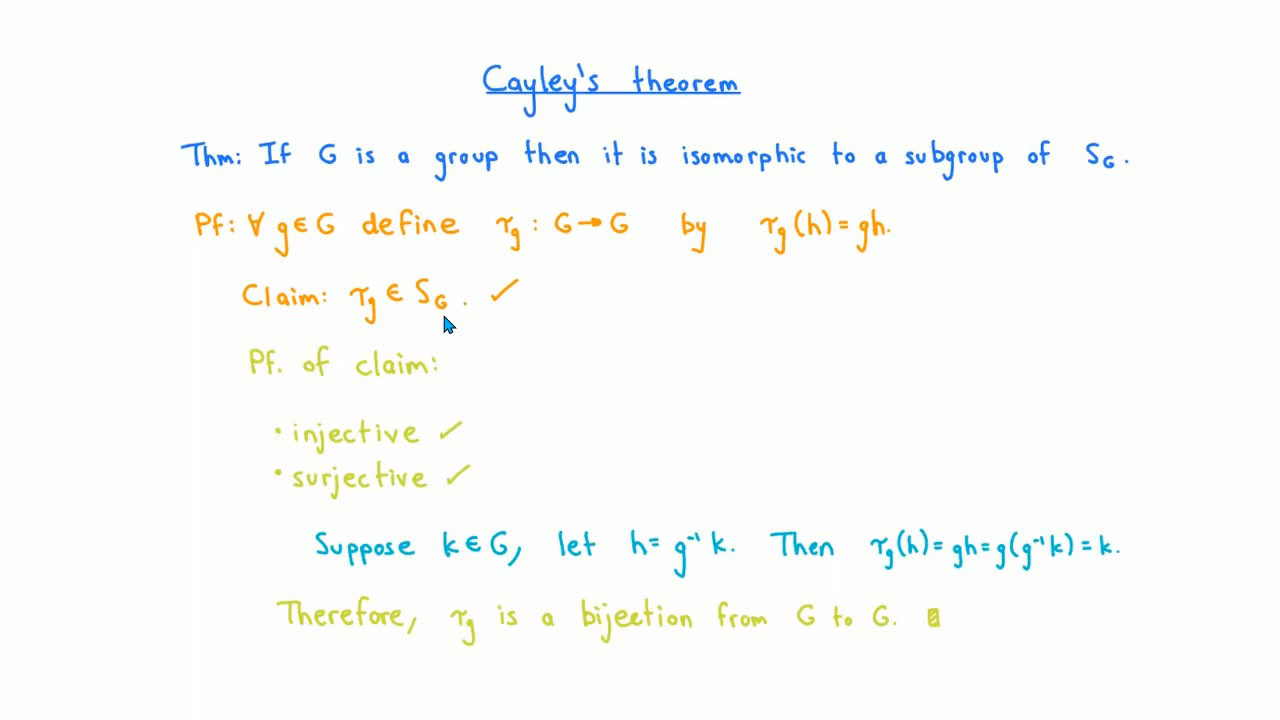 Cayley's theorem
Thm: If G is a group then it is isomorphic to a subgroup of S_G.
Pf: ∀ g∈G define τ_g : G→G by τ_g(h)=gh.
Claim: τ_g ∈ S_G. ✓
Pf. of claim:
• injective ✓
• surjective ✓
Suppose k∈G, let h= g⁻¹k. Then τ_g(h)=gh=g(g⁻¹k)=k.
Therefore, τ_g is a bijection from G to G.